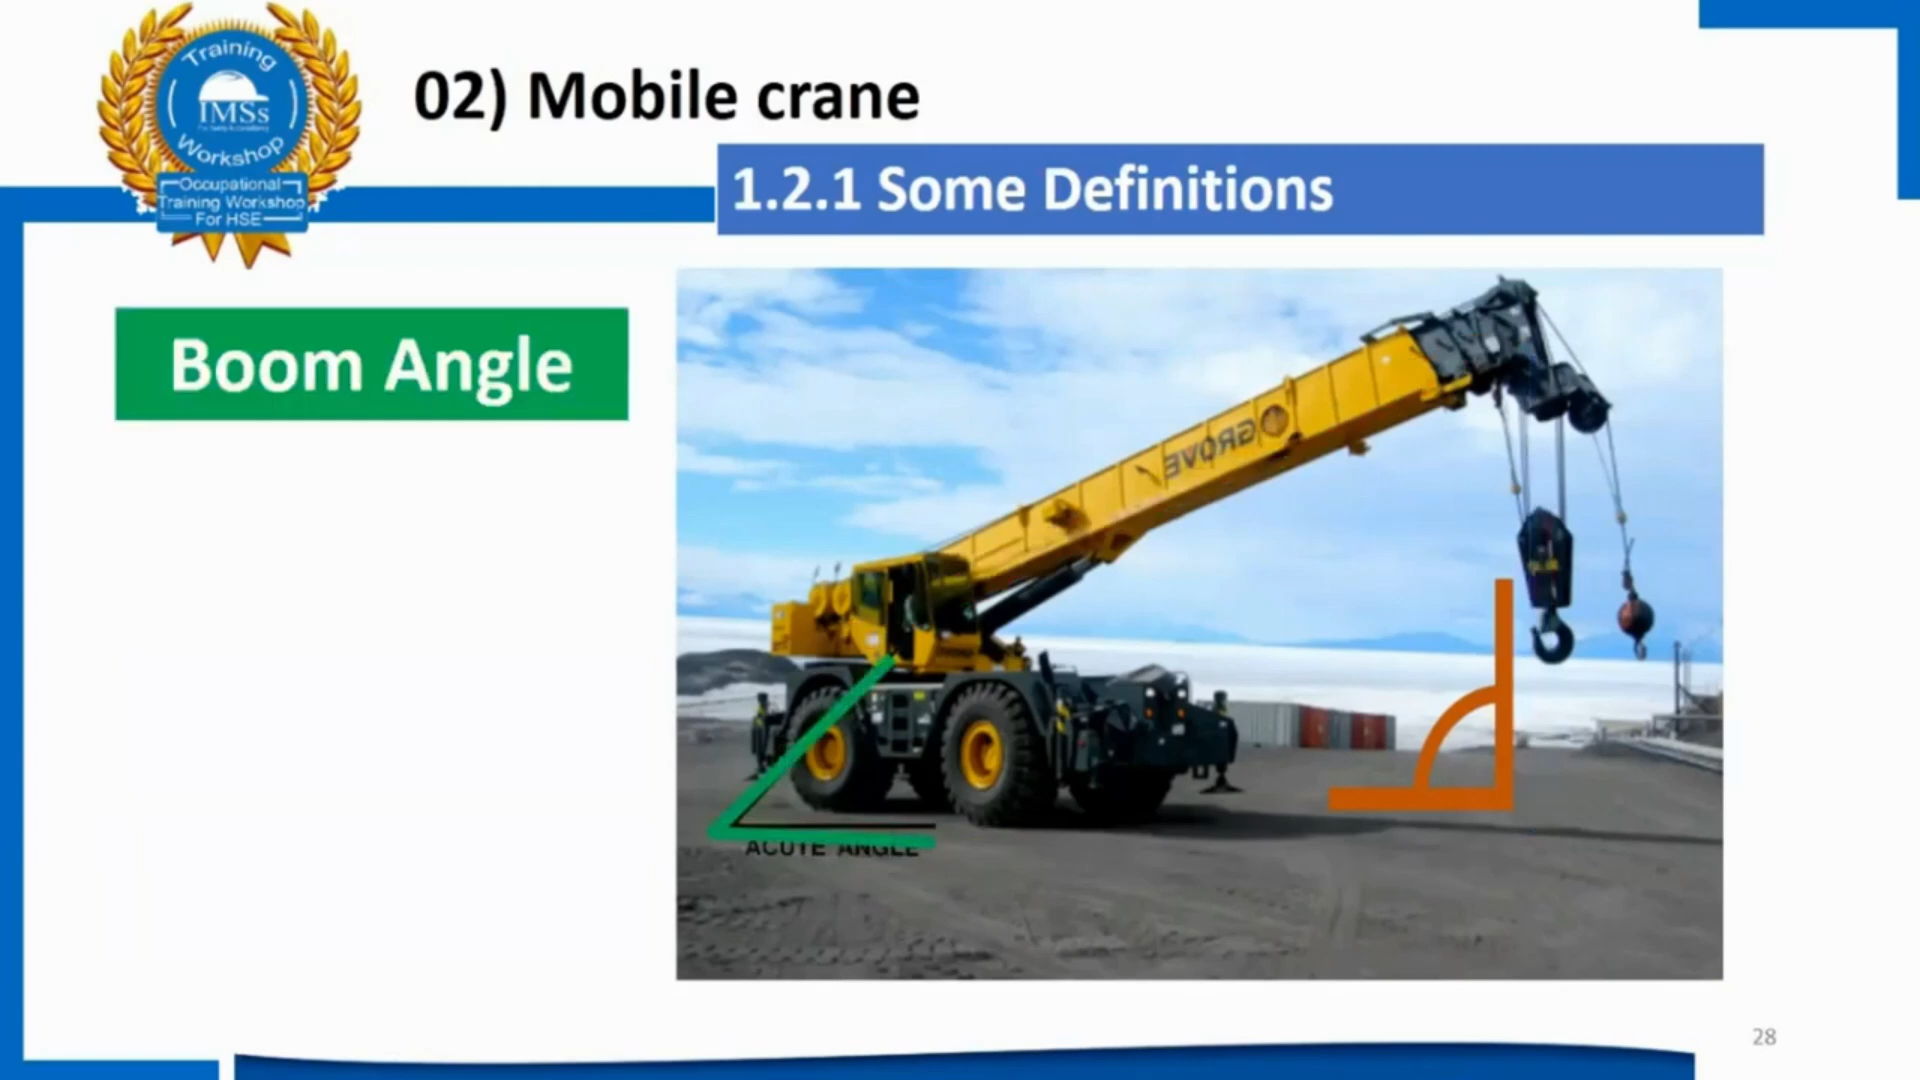 Training
IMSs
Workshop
Occupational
Training Workshop
For HSE
02) Mobile crane
1.2.1 Some Definitions
Boom Angle
GROVE
ACUTE ANGLE
28